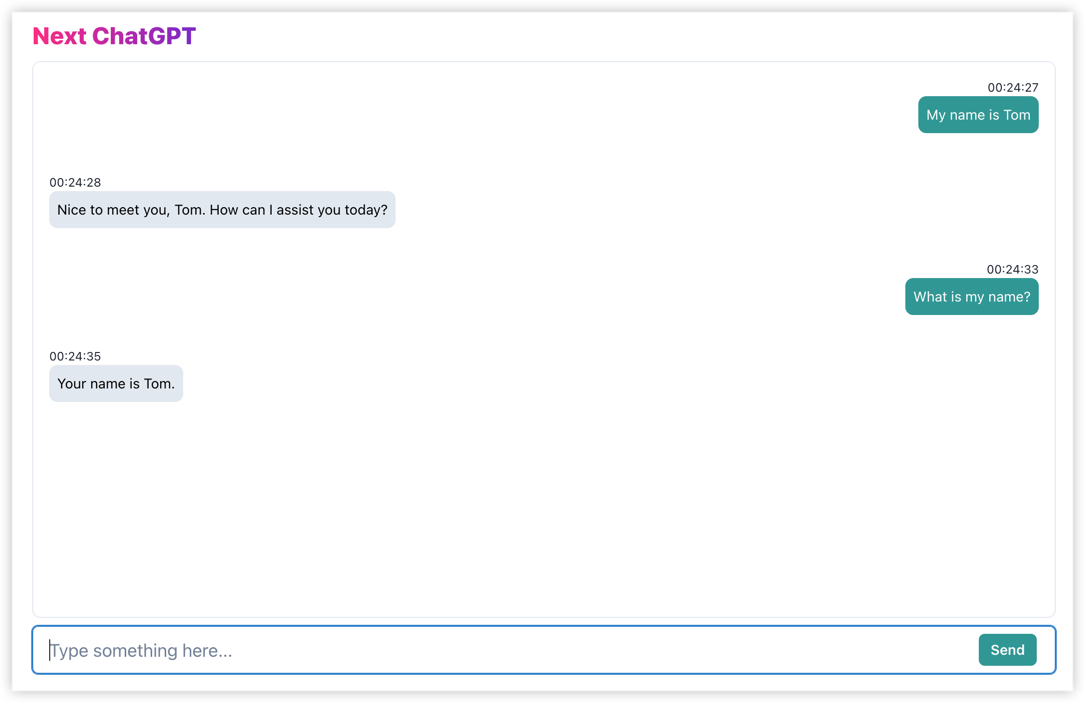 Next ChatGPT
00:24:27
My name is Tom
00:24:28
Nice to meet you, Tom. How can I assist you today?
00:24:33
What is my name?
00:24:35
Your name is Tom.
Type something here...
Send